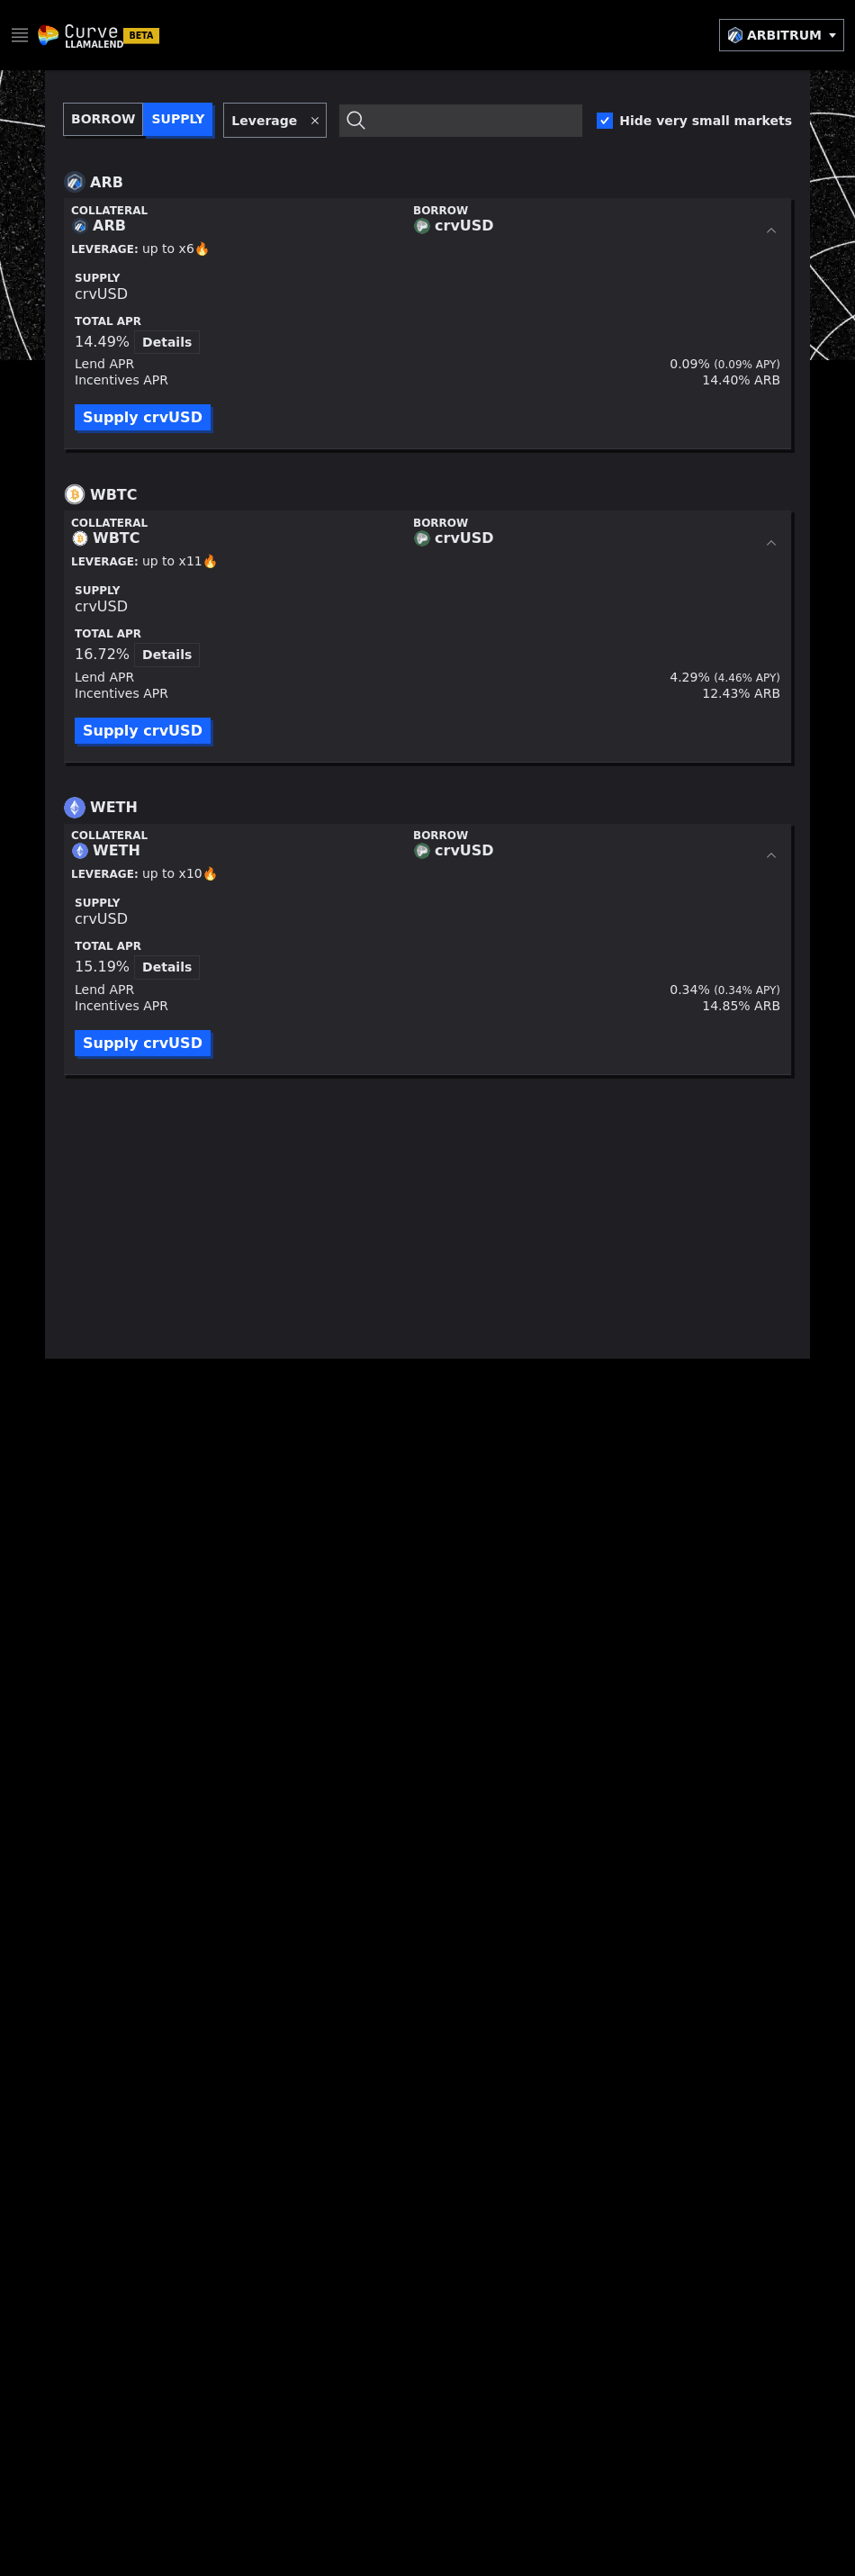 Curve
LLAMALEND BETA
ARBITRUM
BORROW SUPPLY Leverage × Hide very small markets
ARB
COLLATERAL BORROW
ARB crvUSD
LEVERAGE: up to x6🔥
SUPPLY
crvUSD
TOTAL APR
14.49% Details
Lend APR 0.09% (0.09% APY)
Incentives APR 14.40% ARB
Supply crvUSD
WBTC
COLLATERAL BORROW
WBTC crvUSD
LEVERAGE: up to x11🔥
SUPPLY
crvUSD
TOTAL APR
16.72% Details
Lend APR 4.29% (4.46% APY)
Incentives APR 12.43% ARB
Supply crvUSD
WETH
COLLATERAL BORROW
WETH crvUSD
LEVERAGE: up to x10🔥
SUPPLY
crvUSD
TOTAL APR
15.19% Details
Lend APR 0.34% (0.34% APY)
Incentives APR 14.85% ARB
Supply crvUSD